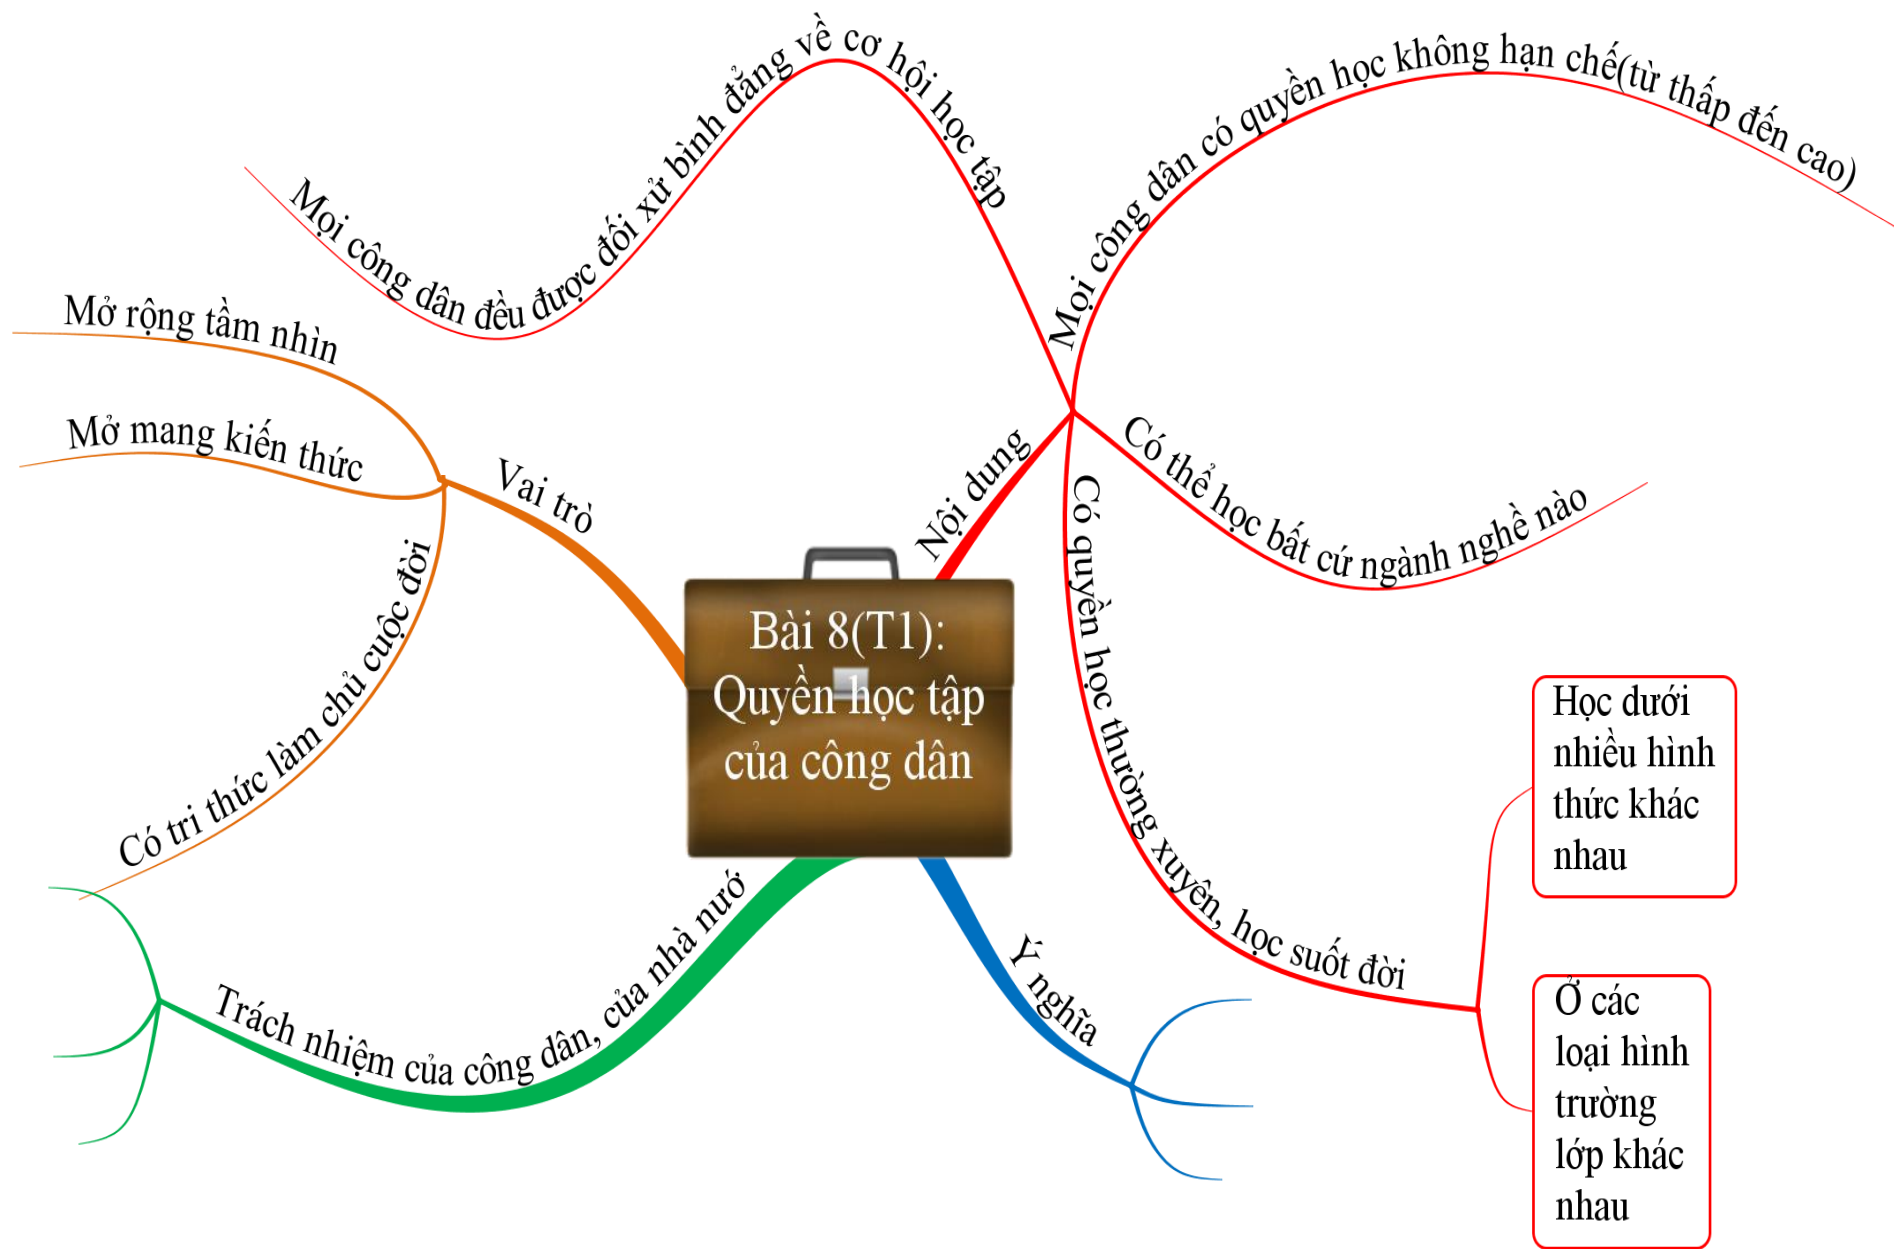 Bài 8(T1):
Quyền học tập
của công dân
Nội dung
Mọi công dân có quyền học không hạn chế(từ thấp đến cao)
Có thể học bất cứ ngành nghề nào
Có quyền học thường xuyên, học suốt đời
Học dưới
nhiều hình
thức khác
nhau
Ở các
loại hình
trường
lớp khác
nhau
Mọi công dân đều được đối xử bình đẳng về cơ hội học tập
Vai trò
Mở rộng tầm nhìn
Mở mang kiến thức
Có tri thức làm chủ cuộc đời
Trách nhiệm của công dân, của nhà nướ
Ý nghĩa